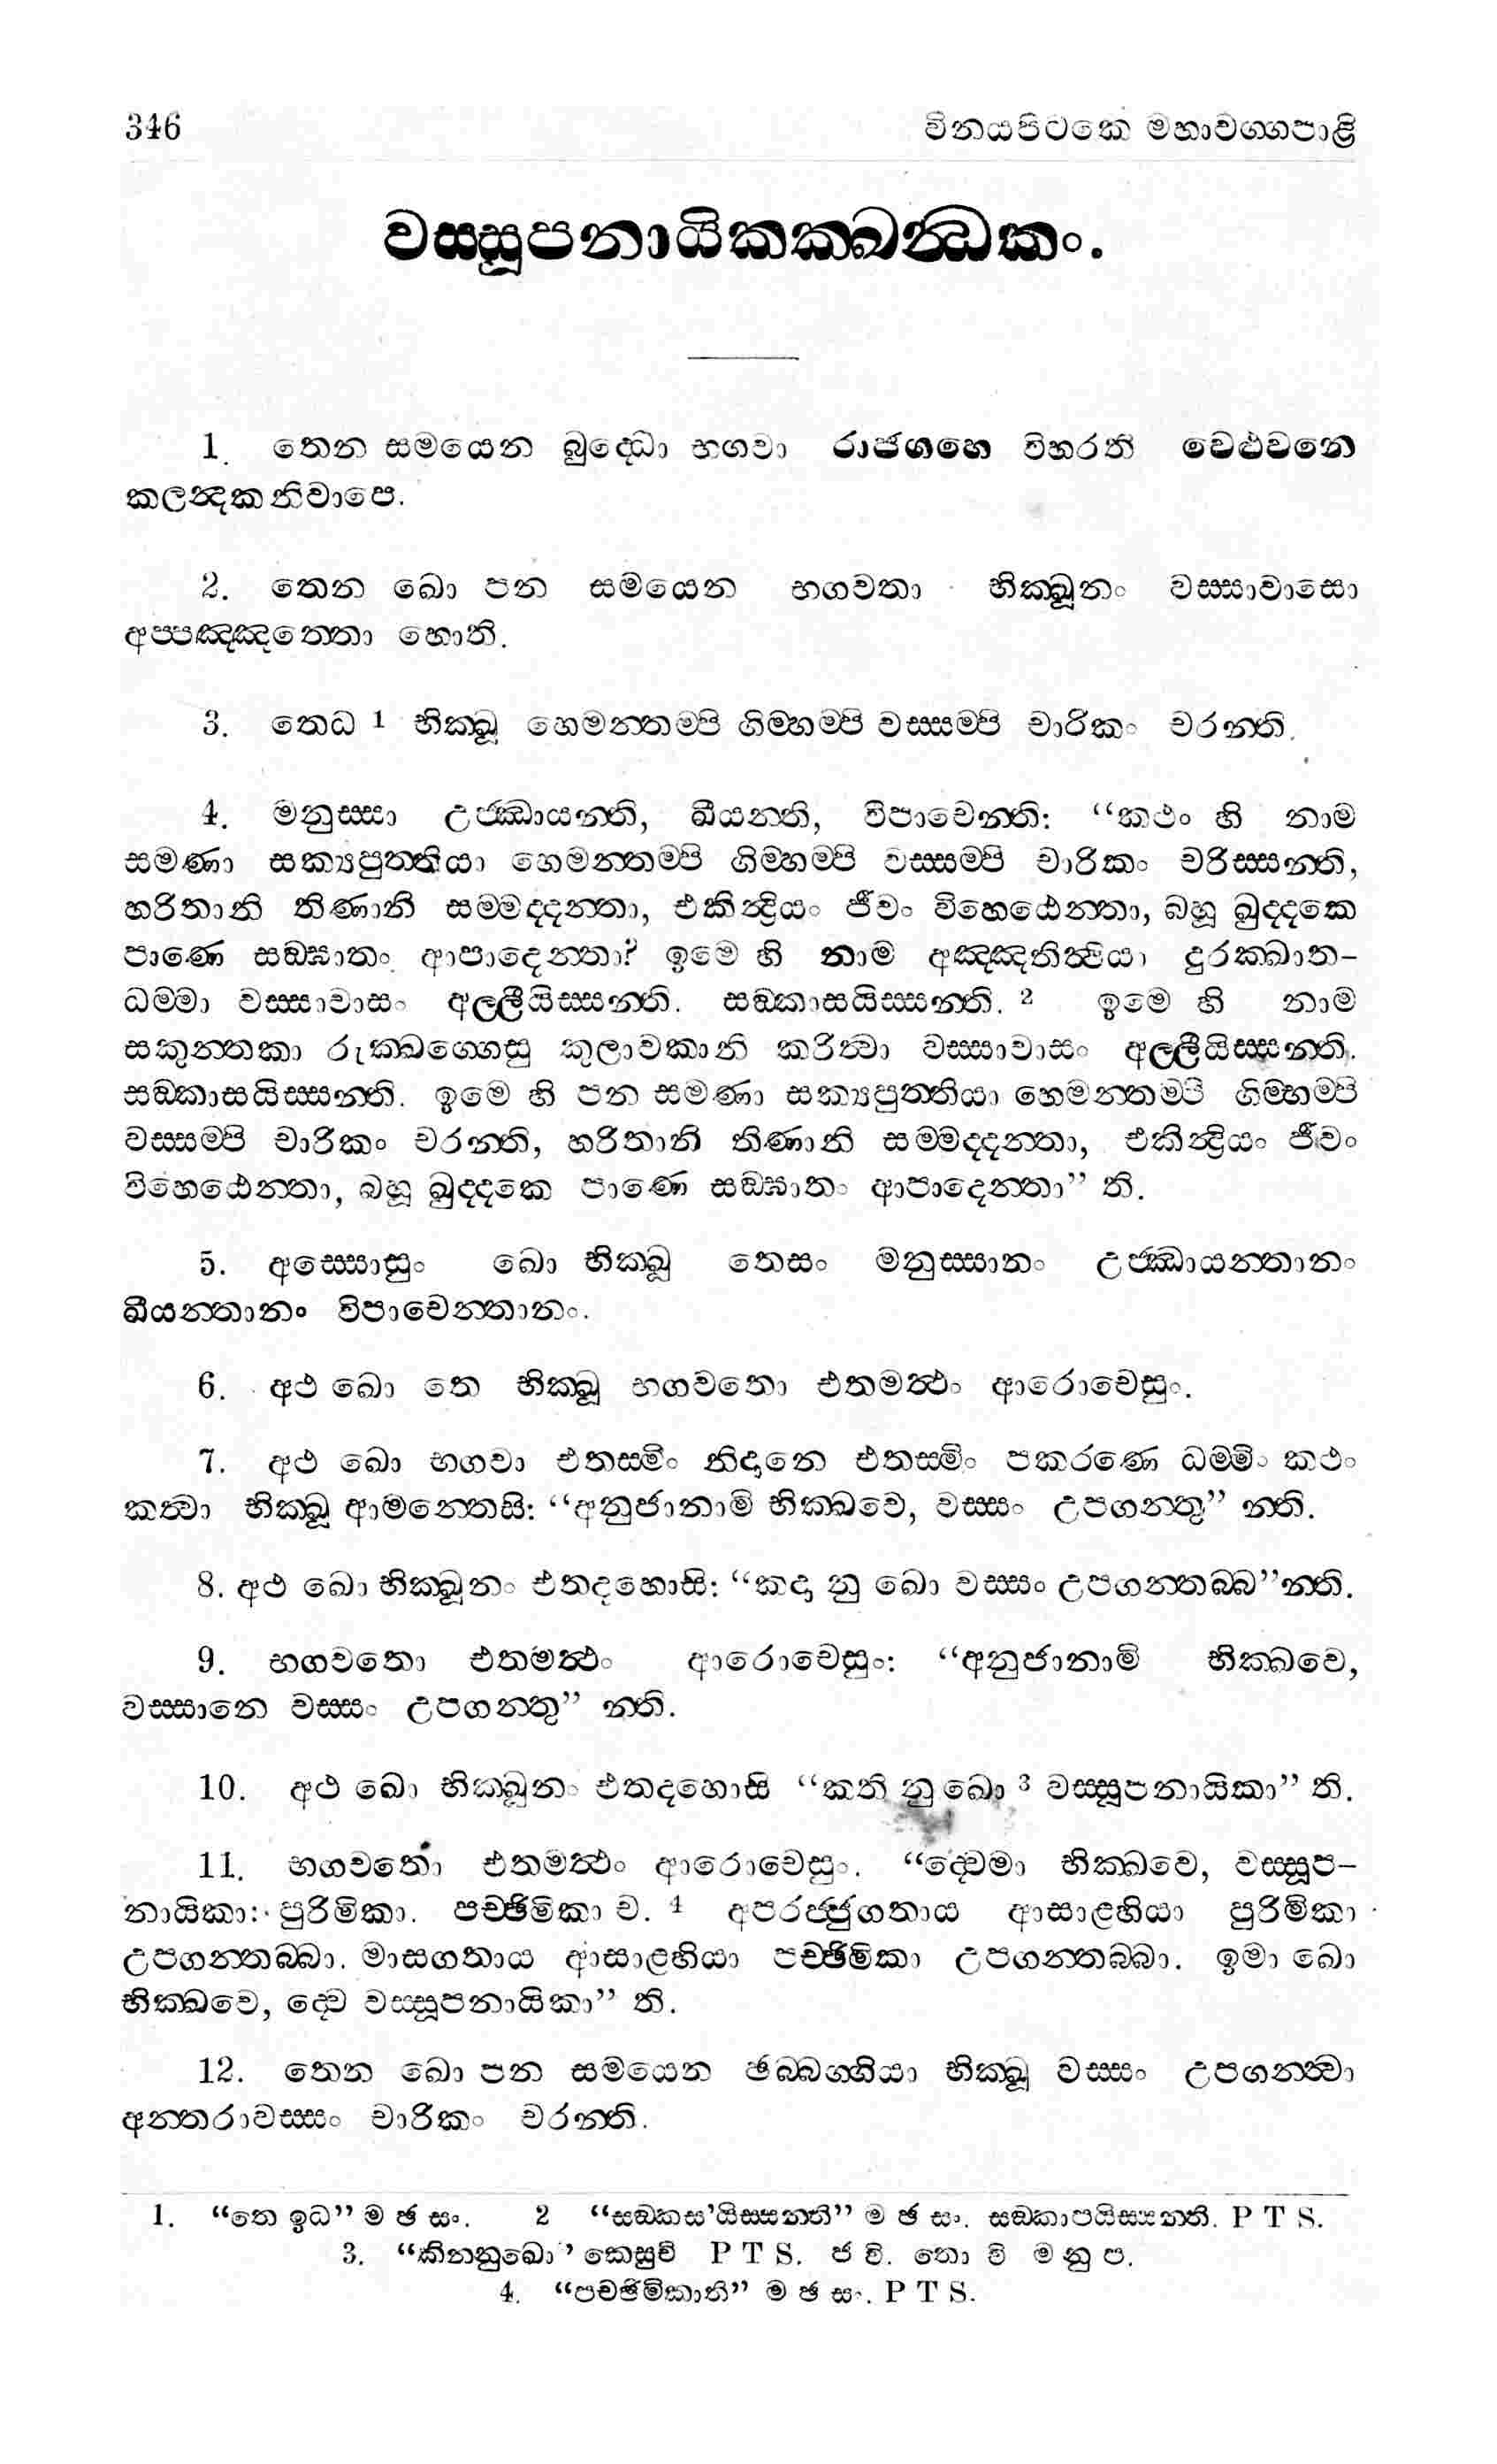 346 විනයපිටකෙ මහාවග්ගපාළි
වස්සූපනායිකක්ඛන්ධකං.
1. තෙන සමයෙන බුද්ධො භගවා රාජගහෙ විහරති වෙළුවනෙ
කලන්දකනිවාපෙ.
2. තෙන ඛො පන සමයෙන භගවතා භික්ඛූනං වස්සාවාසො
අප්පඤ්ඤත්තො හොති.
3. තෙධ 1 භික්ඛූ හෙමන්තම්පි ගිම්හම්පි වස්සම්පි චාරිකං චරන්ති.
4. මනුස්සා උජ්ඣායන්ති, ඛීයන්ති, විපාචෙන්ති: “කථං හි නාම
සමණා සක්‍යපුත්තියා හෙමන්තම්පි ගිම්හම්පි වස්සම්පි චාරිකං චරිස්සන්ති,
හරිතානි තිණානි සම්මද්දන්තා, එකින්ද්‍රියං ජීවං විහෙඨෙන්තා, බහූ ඛුද්දකෙ
පාණෙ සඞ්ඝාතං ආපාදෙන්තා? ඉමෙ හි නාම අඤ්ඤතිත්ථියා දුරක්ඛාත-
ධම්මා වස්සාවාසං අල්ලීයිස්සන්ති. සඞ්කාසයිස්සන්ති. 2 ඉමෙ හි නාම
සකුන්තකා රුක්ඛග්ගෙසු කුලාවකානි කරිත්වා වස්සාවාසං අල්ලීයිස්සන්ති.
සඞ්කාසයිස්සන්ති. ඉමෙ හි පන සමණා සක්‍යපුත්තියා හෙමන්තම්පි ගිම්හම්පි
වස්සම්පි චාරිකං චරන්ති, හරිතානි තිණානි සම්මද්දන්තා, එකින්ද්‍රියං ජීවං
විහෙඨෙන්තා, බහූ ඛුද්දකෙ පාණෙ සඞ්ඝාතං ආපාදෙන්තා” ති.
5. අස්සොසුං ඛො භික්ඛූ තෙසං මනුස්සානං උජ්ඣායන්තානං
ඛීයන්තානං විපාචෙන්තානං.
6. අථ ඛො තෙ භික්ඛූ භගවතො එතමත්ථං ආරොචෙසුං.
7. අථ ඛො භගවා එතස්මිං නිදානෙ එතස්මිං පකරණෙ ධම්මිං කථං
කත්වා භික්ඛූ ආමන්තෙසි: “අනුජානාමි භික්ඛවෙ, වස්සං උපගන්තු” න්ති.
8. අථ ඛො භික්ඛූනං එතදහොසි: “කදා නු ඛො වස්සං උපගන්තබ්බ”න්ති.
9. භගවතො එතමත්ථං ආරොචෙසුං: “අනුජානාමි භික්ඛවෙ,
වස්සානෙ වස්සං උපගන්තු” න්ති.
10. අථ ඛො භික්ඛූනං එතදහොසි “කති නු ඛො 3 වස්සූපනායිකා” ති.
11. භගවතො එතමත්ථං ආරොචෙසුං. “ද්වෙමා භික්ඛවෙ, වස්සූප-
නායිකා: පුරිමිකා. පච්ඡිමිකා ච. 4 අපරජ්ජුගතාය ආසාළ්හියා පුරිමිකා
උපගන්තබ්බා. මාසගතාය ආසාළ්හියා පච්ඡිමිකා උපගන්තබ්බා. ඉමා ඛො
භික්ඛවෙ, ද්වෙ වස්සූපනායිකා” ති.
12. තෙන ඛො පන සමයෙන ඡබ්බග්ගියා භික්ඛූ වස්සං උපගන්ත්වා
අන්තරාවස්සං චාරිකං චරන්ති.
1. “තෙ ඉධ” ම ඡ සං. 2 “සඞ්කස'යිස්සන්ති” ම ඡ සං. සඞ්කාපයිස්සන්ති. P T S.
3. “කින්නුඛො’ කෙසුචි P T S. ජ වි. තො වි ම නු ප.
4. “පච්ඡිමිකාති” ම ඡ සං. P T S.